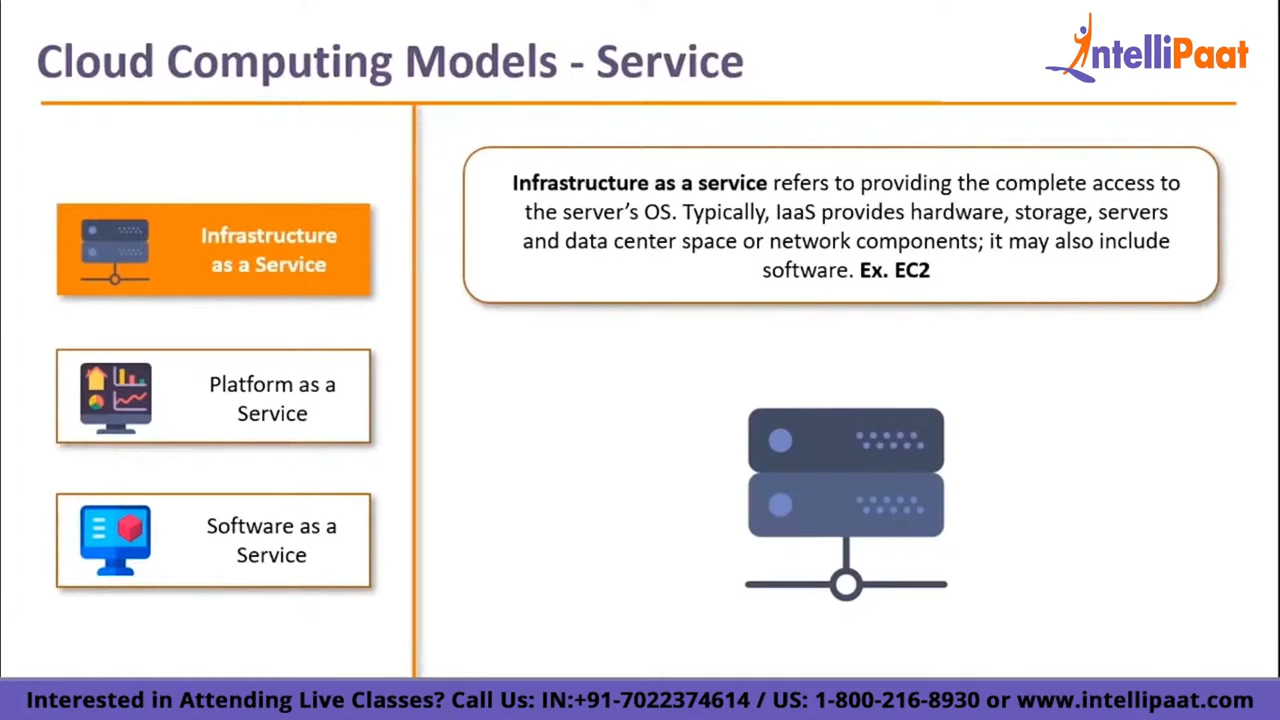 Cloud Computing Models - Service
IntelliPaat
Infrastructure
as a Service
Platform as a
Service
Software as a
Service
Infrastructure as a service refers to providing the complete access to
the server's OS. Typically, IaaS provides hardware, storage, servers
and data center space or network components; it may also include
software. Ex. EC2
Interested in Attending Live Classes? Call Us: IN:+91-7022374614 / US: 1-800-216-8930 or www.intellipaat.com